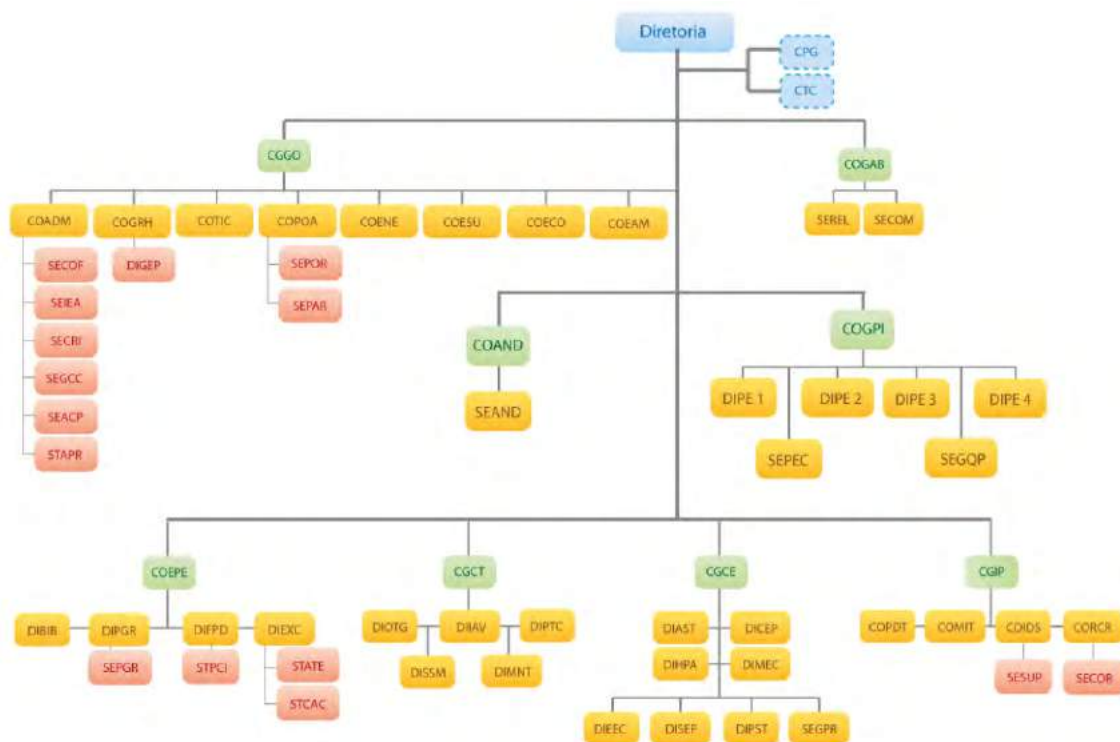 Diretoria
CPG
CTC
CGGO
COGAB
COADM COGRH COTIC COPOA COENE COESU COECO COEAM
SEREL SECOM
SECOF DIGEP SEPOR
SEIEA SEPAR
SECRI
SEGCC
SEACP
STAPR
COAND COGPI
SEAND
DIPE 1 DIPE 2 DIPE 3 DIPE 4
SEPEC SEGQP
COEPE CGCT CGCE CGIP
DIBIB DIPGR DIFPD DIEXC
SEPGR STPCI STATE
STCAC
DIOTG DIIAV DIPTC
DISSM DIMNT
DIAST DICEP
DIHPA DIMEC
DIEEC DISEF DIPST SEGPR
COPDT COMIT COIDS CORCR
SESUP SECOR